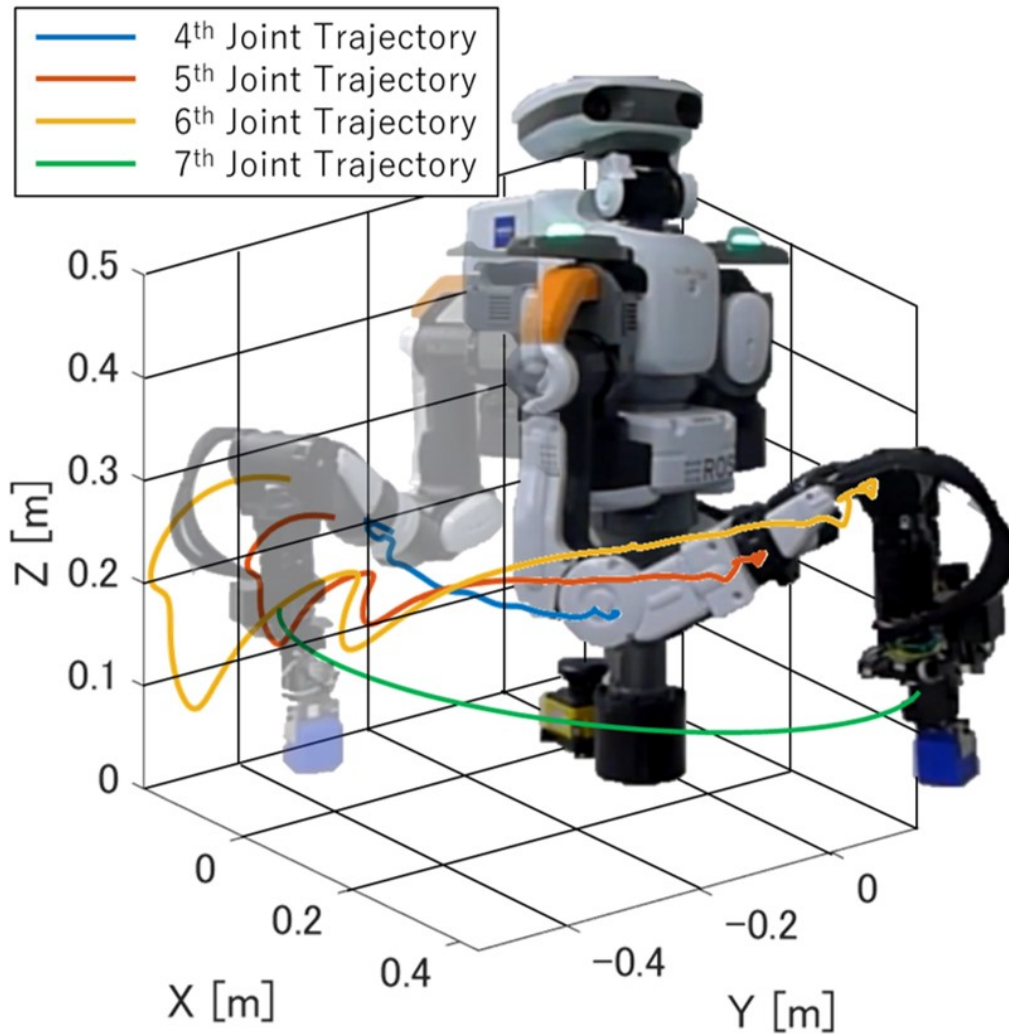 4th Joint Trajectory
5th Joint Trajectory
6th Joint Trajectory
7th Joint Trajectory
0.5
0.4
0.3
0.2
0.1
0
Z [m]
0
0.2
0.4
X [m]
−0.4
−0.2
0
Y [m]
ROS